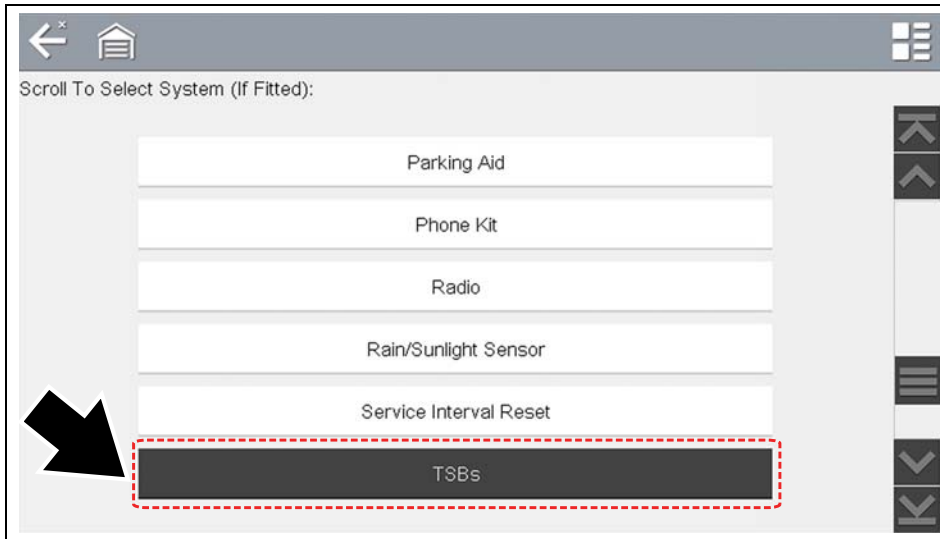 Scroll To Select System (If Fitted):
Parking Aid
Phone Kit
Radio
Rain/Sunlight Sensor
Service Interval Reset
TSBs